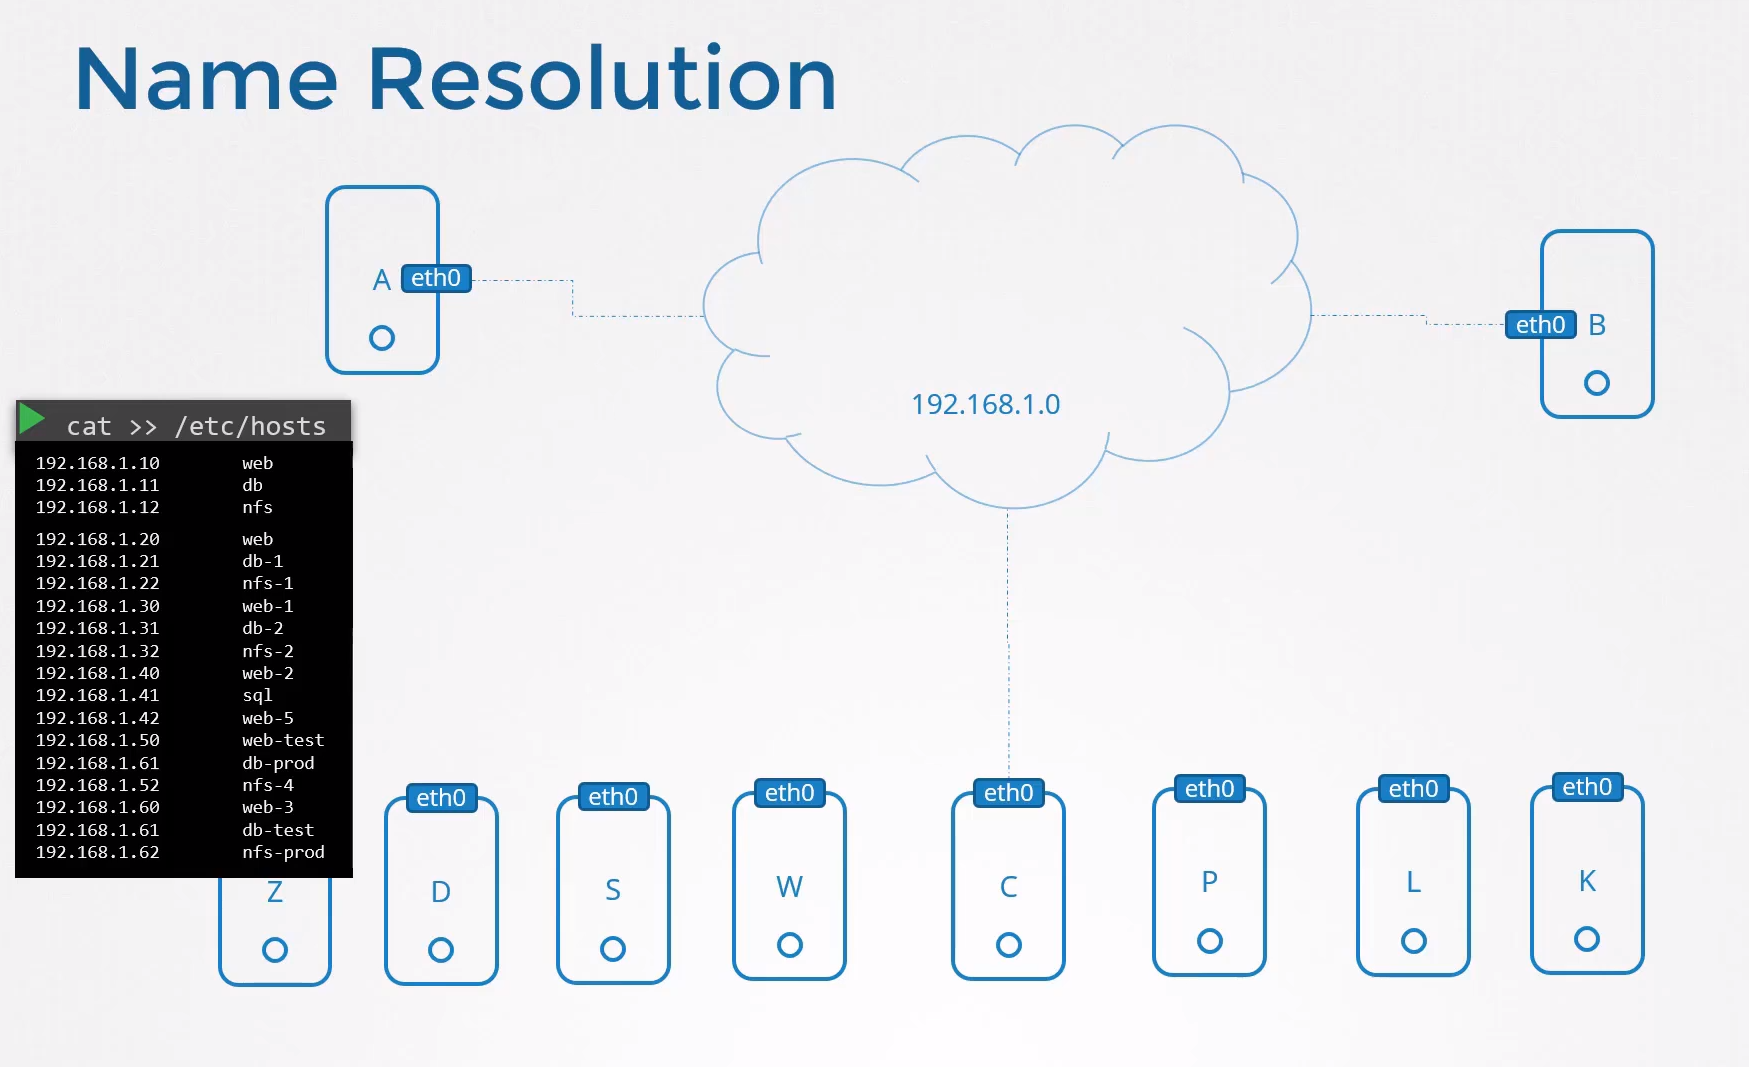 Name Resolution
A eth0
eth0 B
192.168.1.0
cat >> /etc/hosts
192.168.1.10 web
192.168.1.11 db
192.168.1.12 nfs
192.168.1.20 web
192.168.1.21 db-1
192.168.1.22 nfs-1
192.168.1.30 web-1
192.168.1.31 db-2
192.168.1.32 nfs-2
192.168.1.40 web-2
192.168.1.41 sql
192.168.1.42 web-5
192.168.1.50 web-test
192.168.1.61 db-prod
192.168.1.52 nfs-4
192.168.1.60 web-3
192.168.1.61 db-test
192.168.1.62 nfs-prod
eth0 eth0 eth0 eth0 eth0 eth0 eth0
Z D S W C P L K